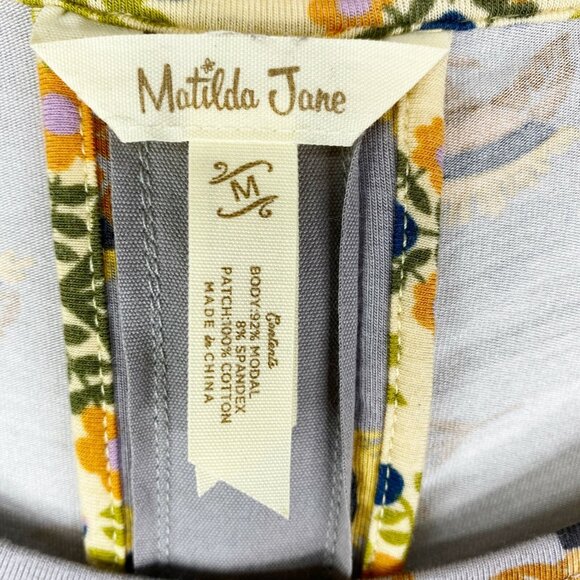 Matilda Jane
M
Contents
BODY:92% MODAL
8% SPANDEX
PATCH:100% COTTON
MADE in CHINA